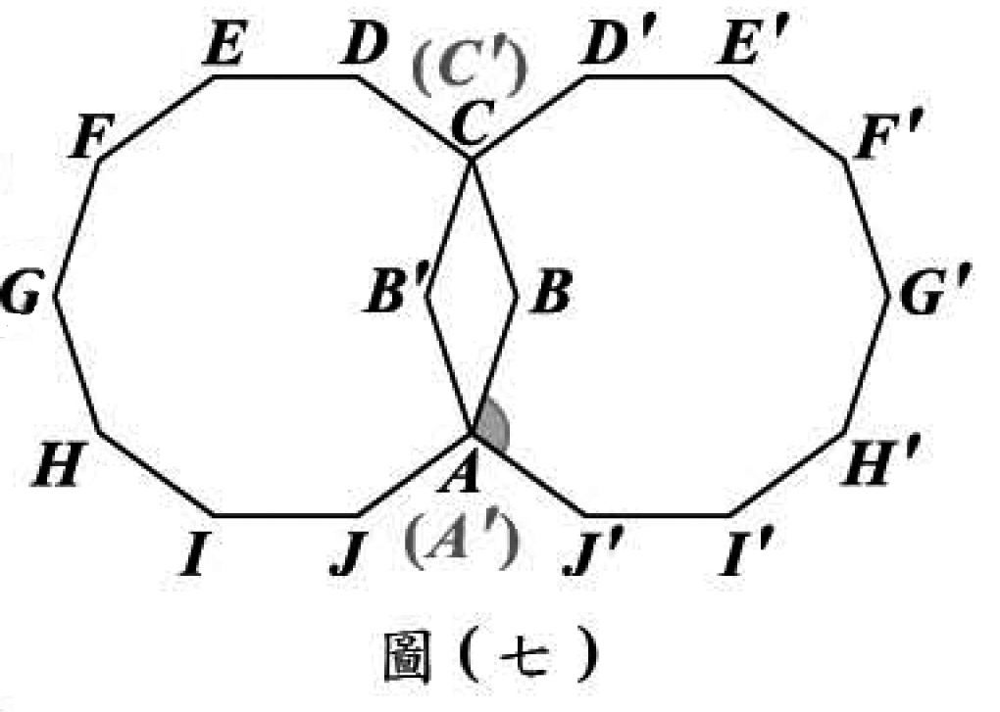 E D (C') D' E'
F C F'
G B' B G'
H A H'
I J (A') J' I'
圖(七)